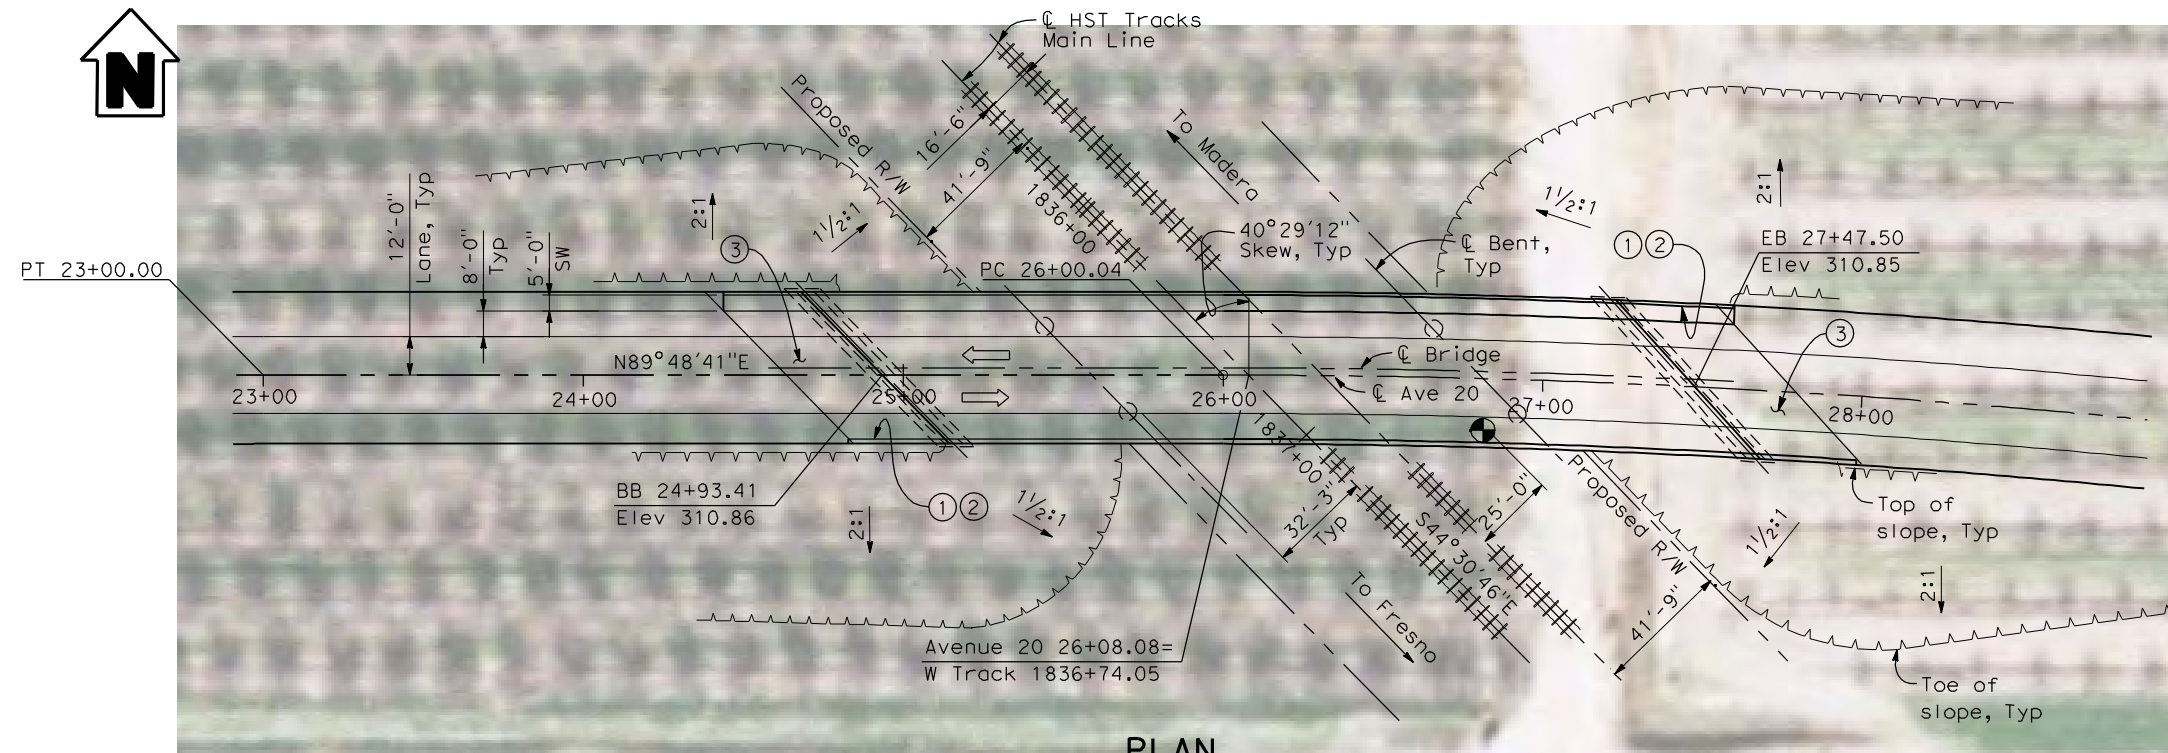 N
℄ HST Tracks
Main Line
Proposed R/W
16'-6"
41'-9"
1836+00
To Madera
40°29'12"
Skew, Typ
℄ Bent,
Typ
1½:1
2:1
1 2
EB 27+47.50
Elev 310.85
12'-0"
Lane, Typ
8'-0"
Typ
5'-0"
SW
2:1
3
1½:1
PT 23+00.00
PC 26+00.04
3
N89°48'41"E
℄ Bridge
℄ Ave 20
23+00
24+00
25+00
26+00
27+00
28+00
1837+00
BB 24+93.41
Elev 310.86
2:1
1 2
1½:1
32'-3"
Typ
S44°30'46"E
25'-0"
Proposed R/W
Top of
slope, Typ
1½:1
2:1
To Fresno
41'-9"
Avenue 20 26+08.08=
W Track 1836+74.05
Toe of
slope, Typ
PLAN